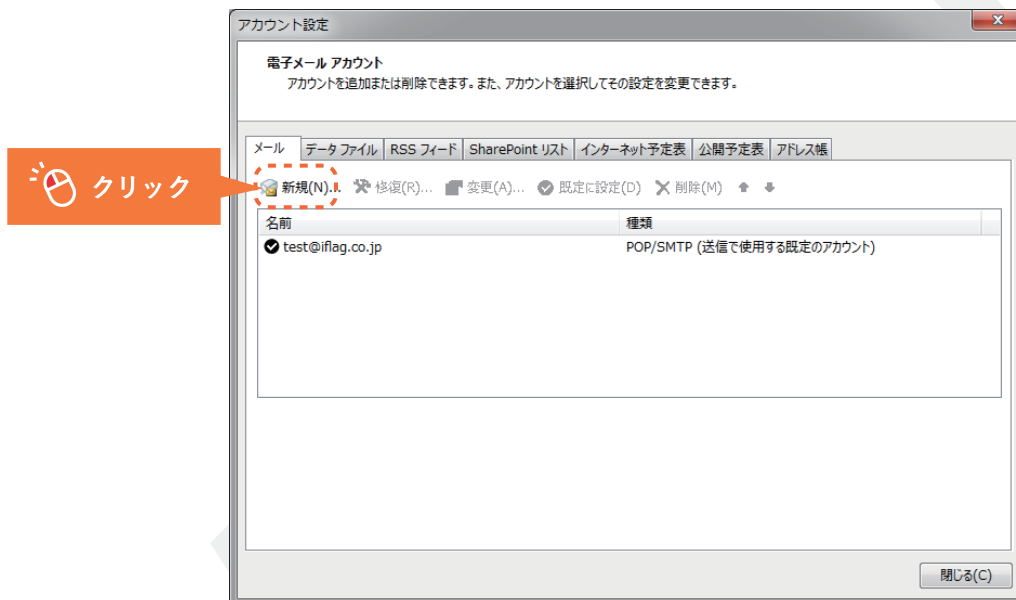 アカウント設定
電子メール アカウント
アカウントを追加または削除できます。また、アカウントを選択してその設定を変更できます。
メール データ ファイル RSS フィード SharePoint リスト インターネット予定表 公開予定表 アドレス帳
クリック
新規(N)... 修復(R)... 変更(A)... 既定に設定(D) 削除(M)
名前 種類
test@iflag.co.jp POP/SMTP (送信で使用する既定のアカウント)
閉じる(C)